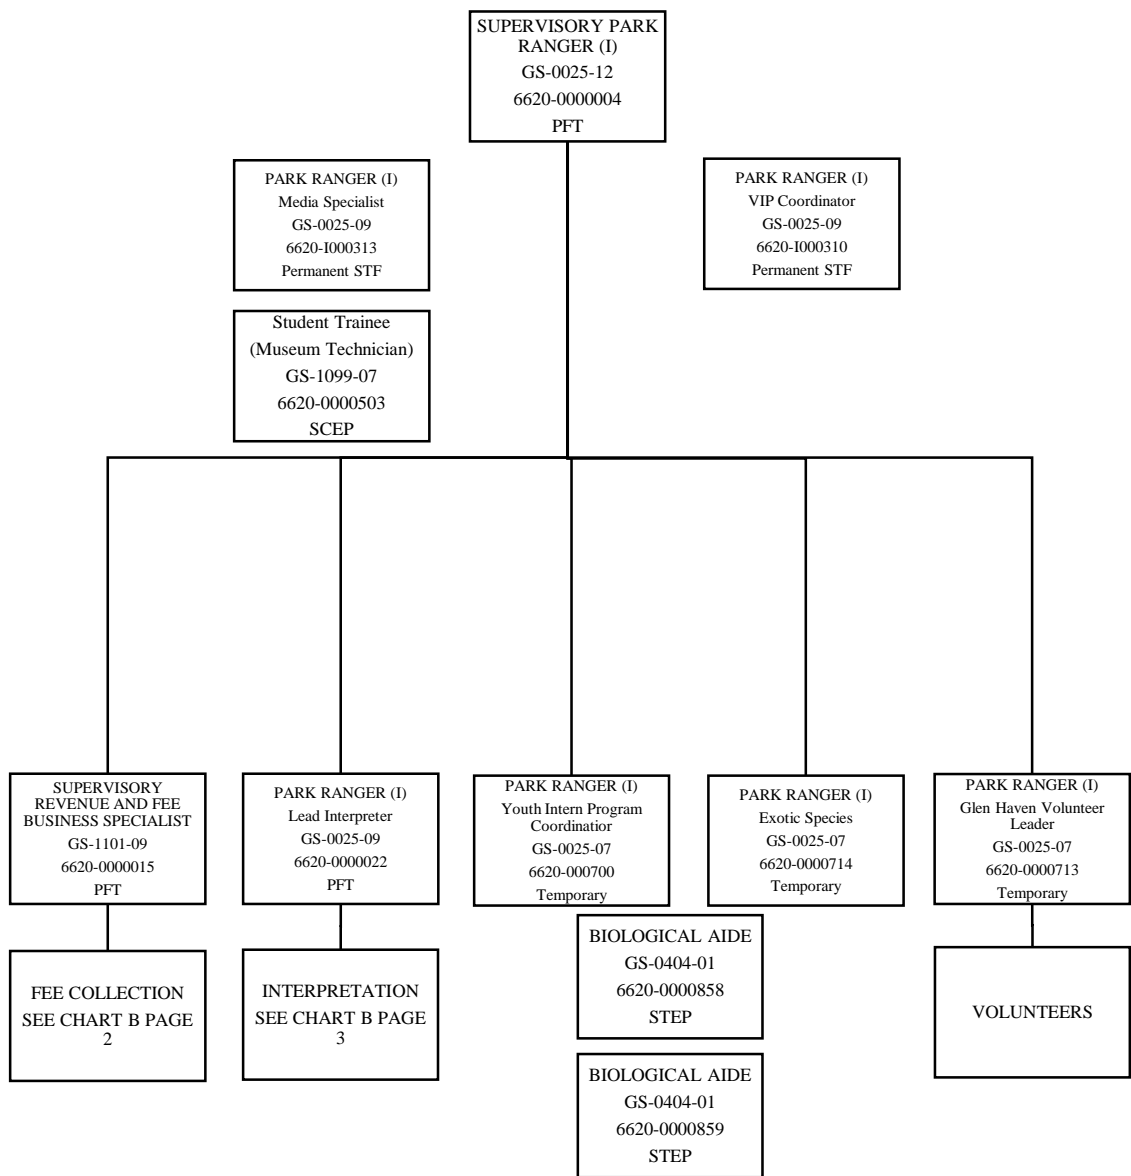 SUPERVISORY PARK
RANGER (I)
GS-0025-12
6620-0000004
PFT
PARK RANGER (I)
Media Specialist
GS-0025-09
6620-I000313
Permanent STF
PARK RANGER (I)
VIP Coordinator
GS-0025-09
6620-I000310
Permanent STF
Student Trainee
(Museum Technician)
GS-1099-07
6620-0000503
SCEP
SUPERVISORY
REVENUE AND FEE
BUSINESS SPECIALIST
GS-1101-09
6620-0000015
PFT
PARK RANGER (I)
Lead Interpreter
GS-0025-09
6620-0000022
PFT
PARK RANGER (I)
Youth Intern Program
Coordinatior
GS-0025-07
6620-000700
Temporary
PARK RANGER (I)
Exotic Species
GS-0025-07
6620-0000714
Temporary
PARK RANGER (I)
Glen Haven Volunteer
Leader
GS-0025-07
6620-0000713
Temporary
FEE COLLECTION
SEE CHART B PAGE
2
INTERPRETATION
SEE CHART B PAGE
3
BIOLOGICAL AIDE
GS-0404-01
6620-0000858
STEP
VOLUNTEERS
BIOLOGICAL AIDE
GS-0404-01
6620-0000859
STEP